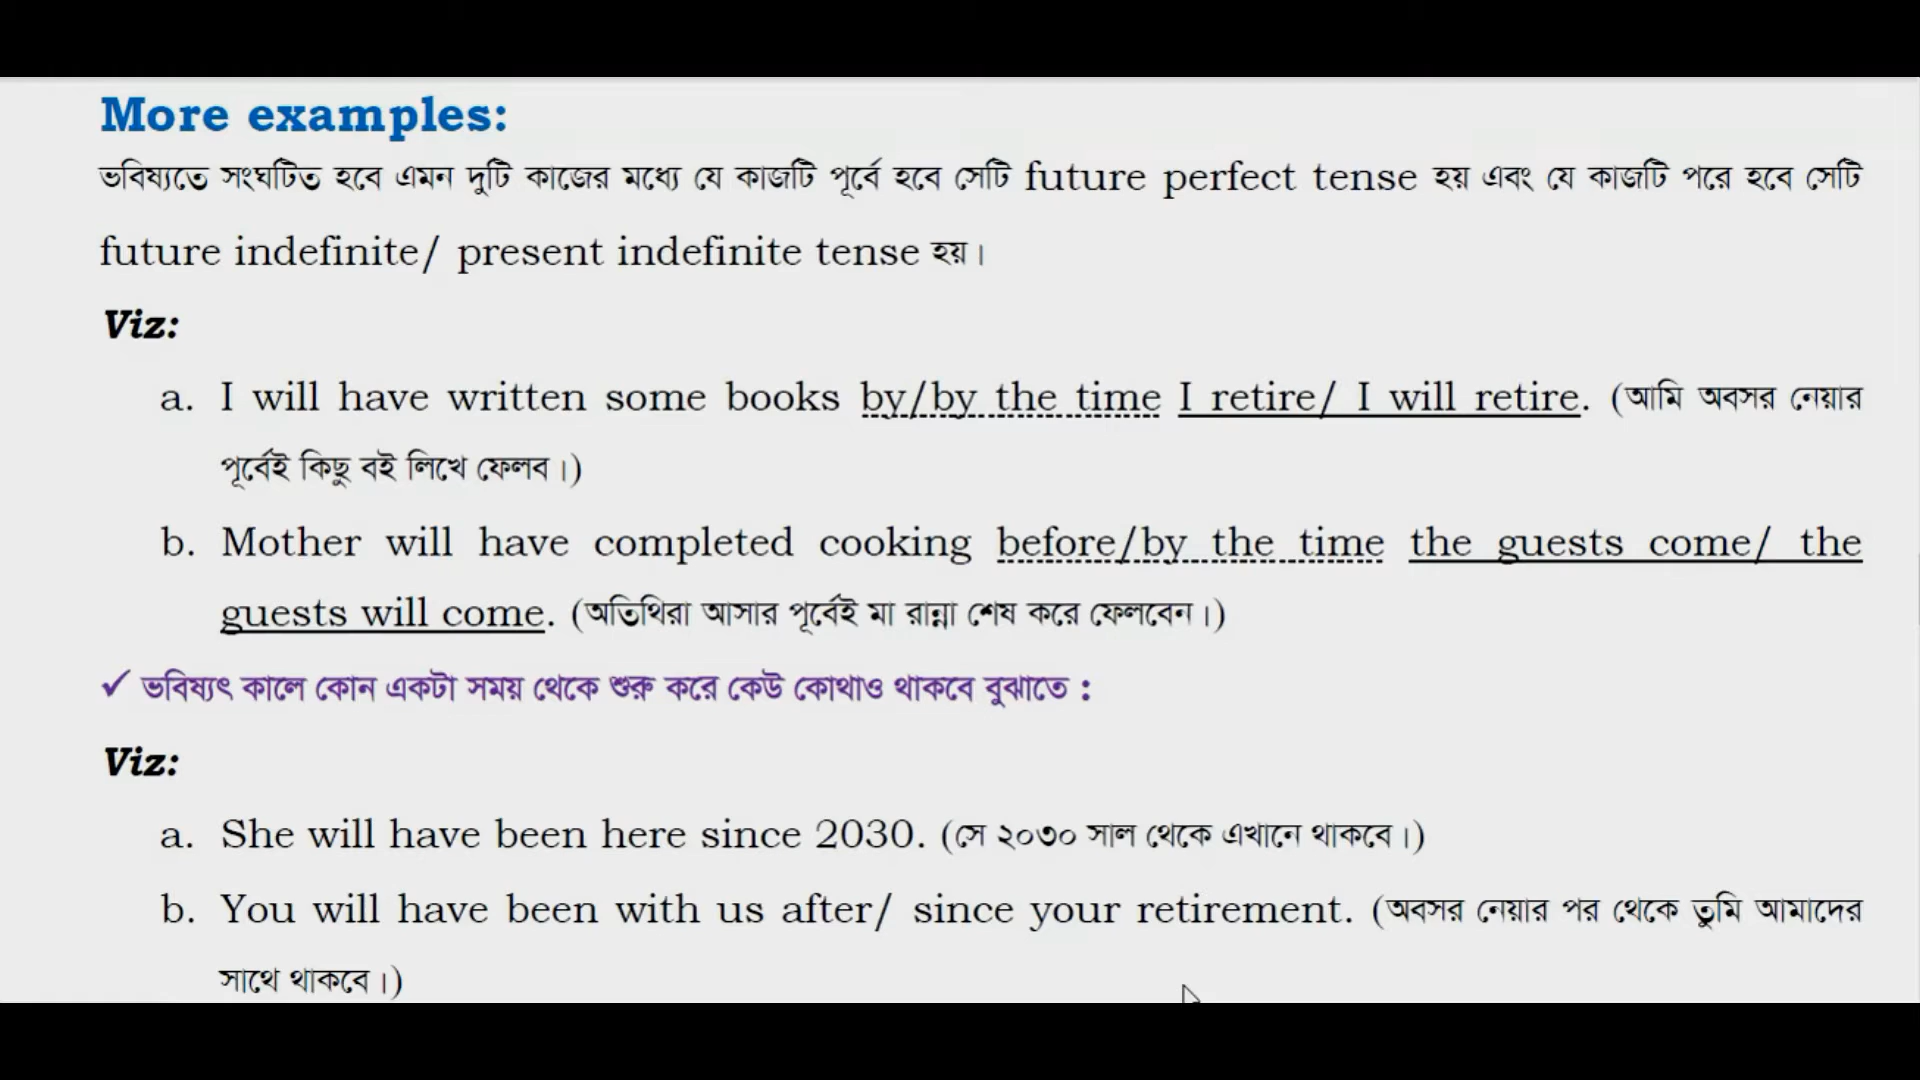 More examples:
ভবিষ্যতে সংঘটিত হবে এমন দুটি কাজের মধ্যে যে কাজটি পূর্বে হবে সেটি future perfect tense হয় এবং যে কাজটি পরে হবে সেটি
future indefinite/ present indefinite tense হয়।
Viz:
a. I will have written some books by/by the time I retire/ I will retire. (আমি অবসর নেয়ার
পূর্বেই কিছু বই লিখে ফেলব।)
b. Mother will have completed cooking before/by the time the guests come/ the
guests will come. (অতিথিরা আসার পূর্বেই মা রান্না শেষ করে ফেলবেন।)
✓ ভবিষ্যৎ কালে কোন একটা সময় থেকে শুরু করে কেউ কোথাও থাকবে বুঝাতে :
Viz:
a. She will have been here since 2030. (সে ২০৩০ সাল থেকে এখানে থাকবে।)
b. You will have been with us after/ since your retirement. (অবসর নেয়ার পর থেকে তুমি আমাদের
সাথে থাকবে।)